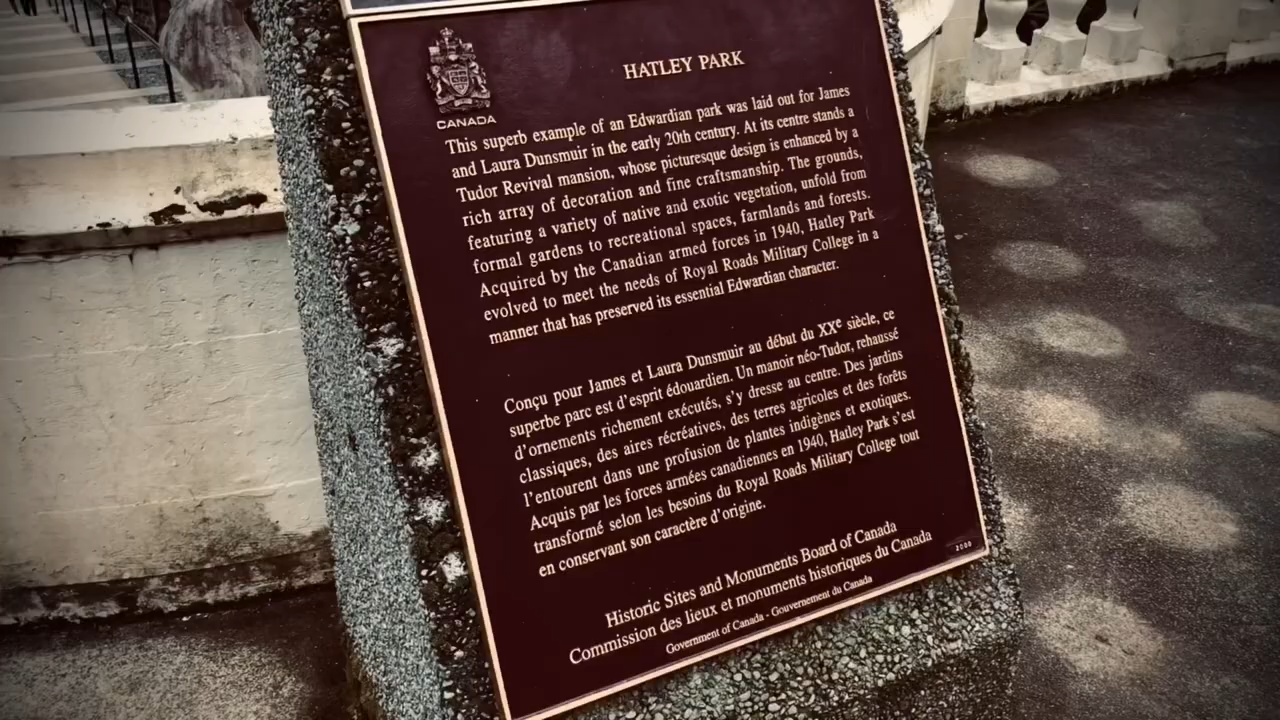 CANADA
HATLEY PARK
This superb example of an Edwardian park was laid out for James
and Laura Dunsmuir in the early 20th century. At its centre stands a
Tudor Revival mansion, whose picturesque design is enhanced by a
rich array of decoration and fine craftsmanship. The grounds,
featuring a variety of native and exotic vegetation, unfold from
formal gardens to recreational spaces, farmlands and forests.
Acquired by the Canadian armed forces in 1940, Hatley Park
evolved to meet the needs of Royal Roads Military College in a
manner that has preserved its essential Edwardian character.
Conçu pour James et Laura Dunsmuir au début du XXe siècle, ce
superbe parc est d'esprit édouardien. Un manoir néo-Tudor, rehaussé
d'ornements richement exécutés, s'y dresse au centre. Des jardins
classiques, des aires récréatives, des terres agricoles et des forêts
l'entourent dans une profusion de plantes indigènes et exotiques.
Acquis par les forces armées canadiennes en 1940, Hatley Park s'est
transformé selon les besoins du Royal Roads Military College tout
en conservant son caractère d'origine.
Historic Sites and Monuments Board of Canada
Commission des lieux et monuments historiques du Canada
Government of Canada - Gouvernement du Canada